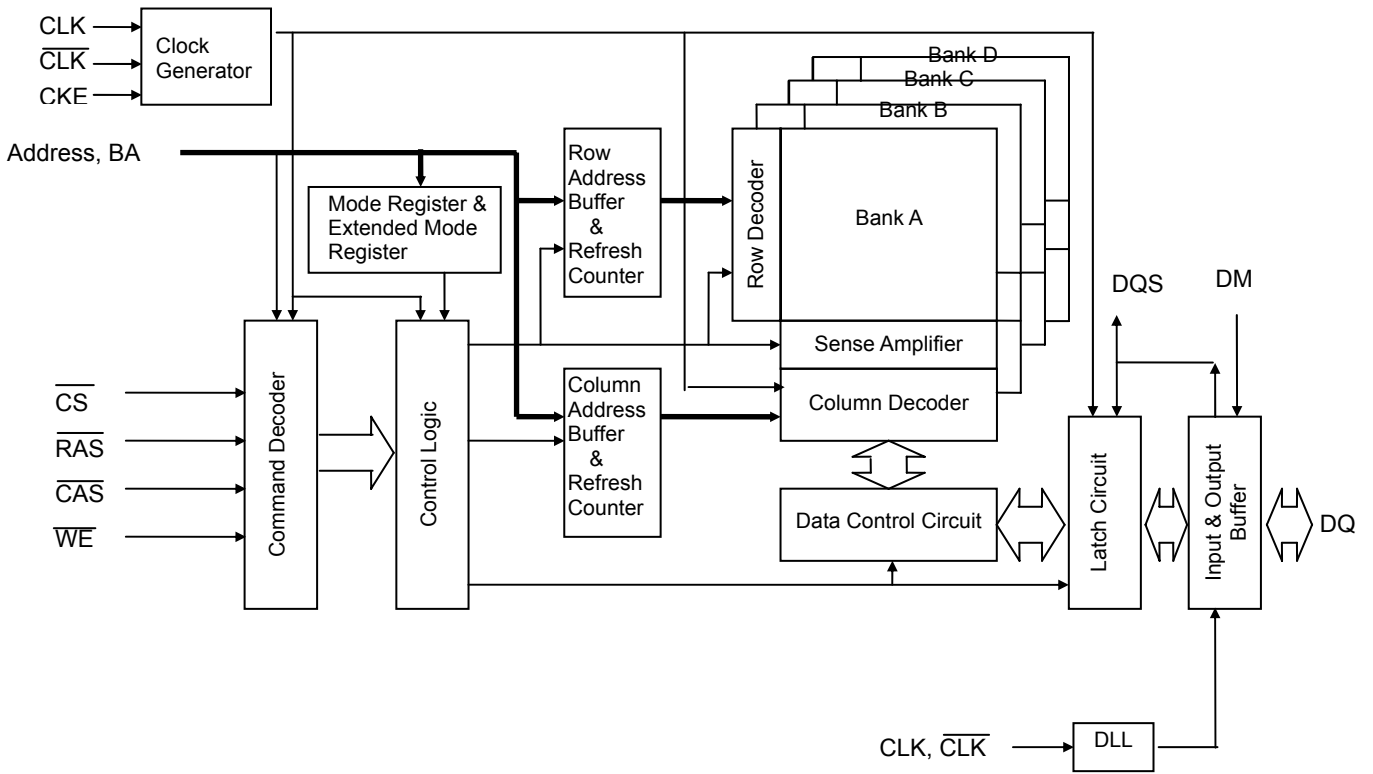 CLK
Clock
Generator
CLK
CKE
Bank D
Bank C
Bank B
Address, BA
Row
Address
Buffer
&
Refresh
Counter
Row Decoder
Bank A
Mode Register &
Extended Mode
Register
DQS
DM
Sense Amplifier
Command Decoder
Control Logic
Column
Address
Buffer
&
Refresh
Counter
Column Decoder
CS
RAS
CAS
WE
Data Control Circuit
Latch Circuit
Input & Output
Buffer
DQ
CLK, CLK
DLL